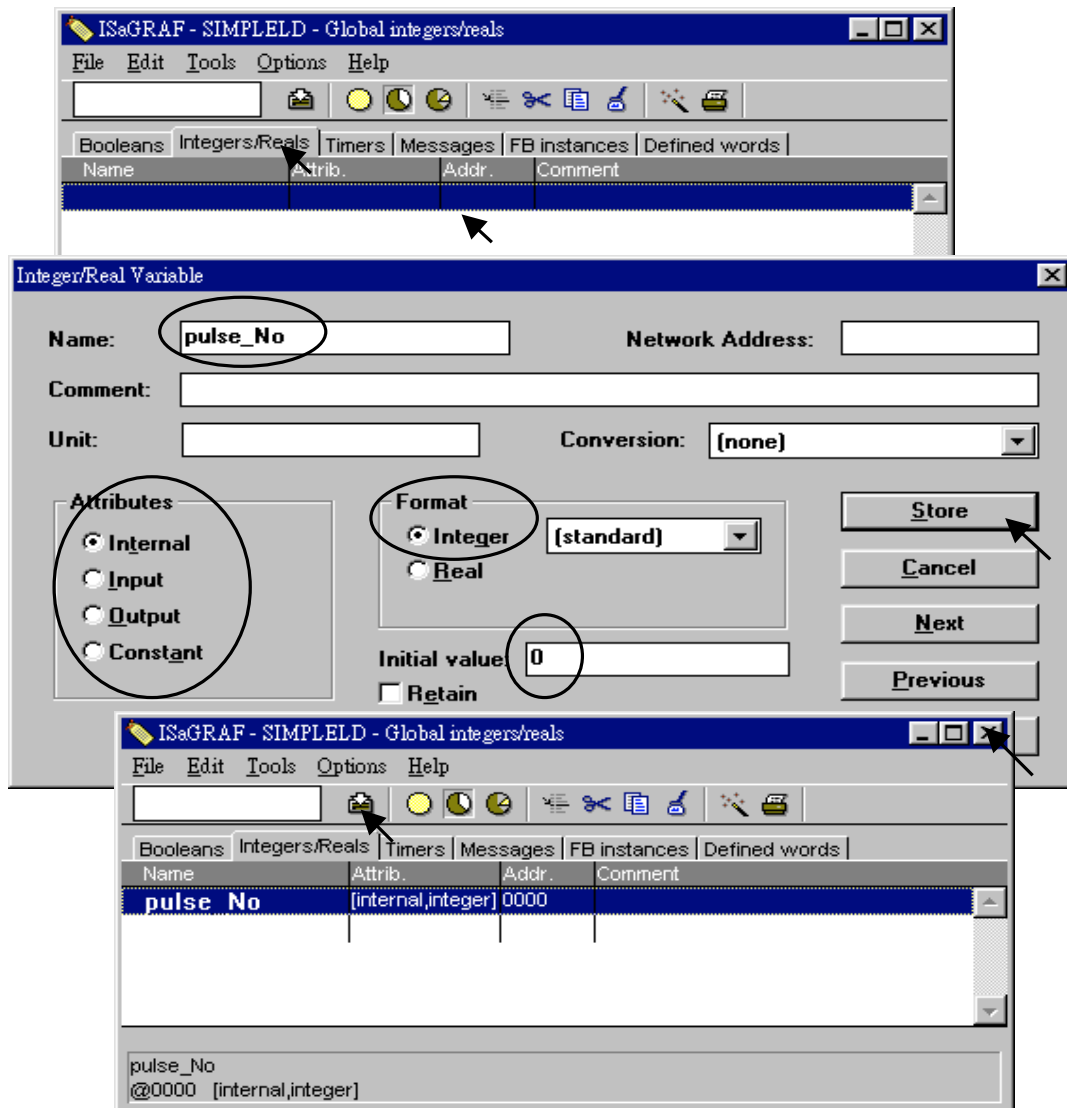 ISaGRAF - SIMPLELD - Global integers/reals
File Edit Tools Options Help
Booleans Integers/Reals Timers Messages FB instances Defined words
Name Attrib. Addr. Comment
Integer/Real Variable
Name: pulse_No Network Address:
Comment:
Unit: Conversion: (none)
Attributes Format Store
Internal Integer (standard)
Input Real Cancel
Output Next
Constant Initial value: 0
Retain Previous
ISaGRAF - SIMPLELD - Global integers/reals
File Edit Tools Options Help
Booleans Integers/Reals Timers Messages FB instances Defined words
Name Attrib. Addr. Comment
pulse_No [internal,integer] 0000
pulse_No
@0000 [internal,integer]